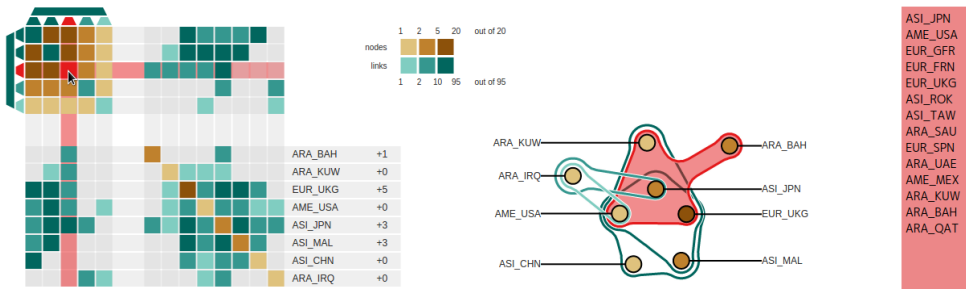 1 2 5 20 out of 20
nodes
links
1 2 10 95 out of 95
ARA_BAH +1
ARA_KUW +0
EUR_UKG +5
AME_USA +0
ASI_JPN +3
ASI_MAL +3
ASI_CHN +0
ARA_IRQ +0
ARA_KUW
ARA_BAH
ARA_IRQ
ASI_JPN
AME_USA
EUR_UKG
ASI_CHN
ASI_MAL
ASI_JPN
AME_USA
EUR_GFR
EUR_FRN
EUR_UKG
ASI_ROK
ASI_TAW
ARA_SAU
EUR_SPN
ARA_UAE
AME_MEX
ARA_KUW
ARA_BAH
ARA_QAT